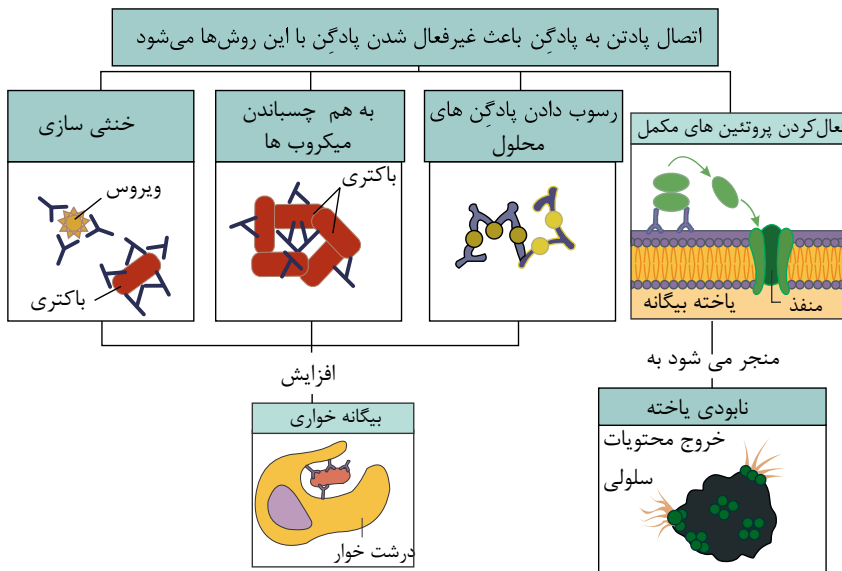 اتصال پادتن به پادگِن باعث غیرفعال شدن پادگِن با این روش‌ها می‌شود
خنثی سازی
ویروس
باکتری
به هم چسباندن
میکروب ها
باکتری
رسوب دادن پادگِن های
محلول
فعال‌کردن پروتئین های مکمل
یاخته بیگانه
منفذ
افزایش
بیگانه خواری
درشت خوار
منجر می شود به
نابودی یاخته
خروج محتویات
سلولی